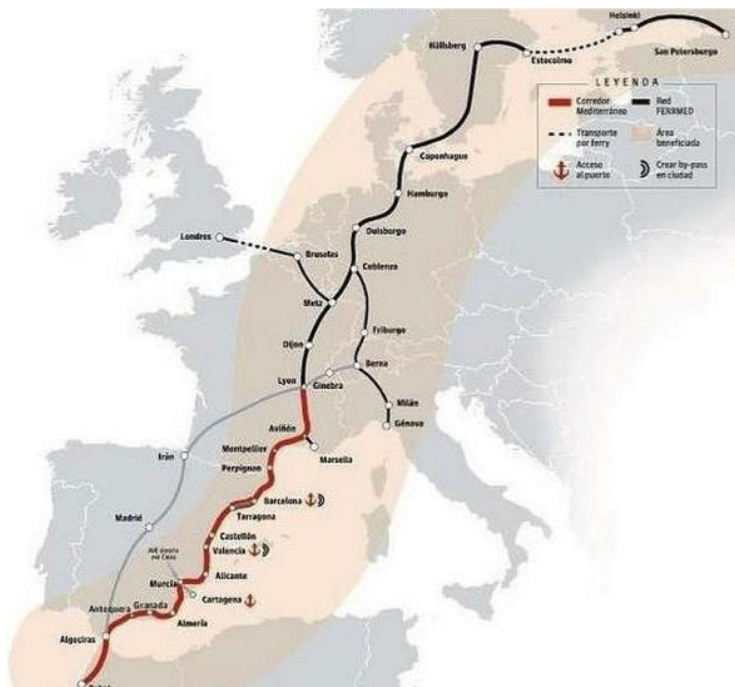 Helsinki
Hällsberg
Estocolmo
San Petersburgo
LEYENDA
Corredor
Mediterráneo
Red
FERRMED
Transporte
por ferry
Área
beneficiada
Acceso
al puerto
Crear by-pass
en ciudad
Copenhague
Hamburgo
Duisburgo
Londres
Bruselas
Coblenza
Metz
Friburgo
Dijon
Berna
Lyon
Ginebra
Milán
Génova
Aviñón
Montpellier
Marsella
Perpignon
Irún
Barcelona
Tarragona
Madrid
Castellón
Valencia
Alicante
Murcia
Cartagena
Granada
Antequera
Almería
Algeciras